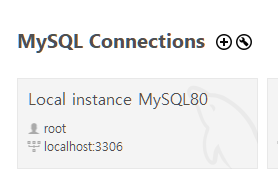 MySQL Connections
Local instance MySQL80
root
localhost:3306